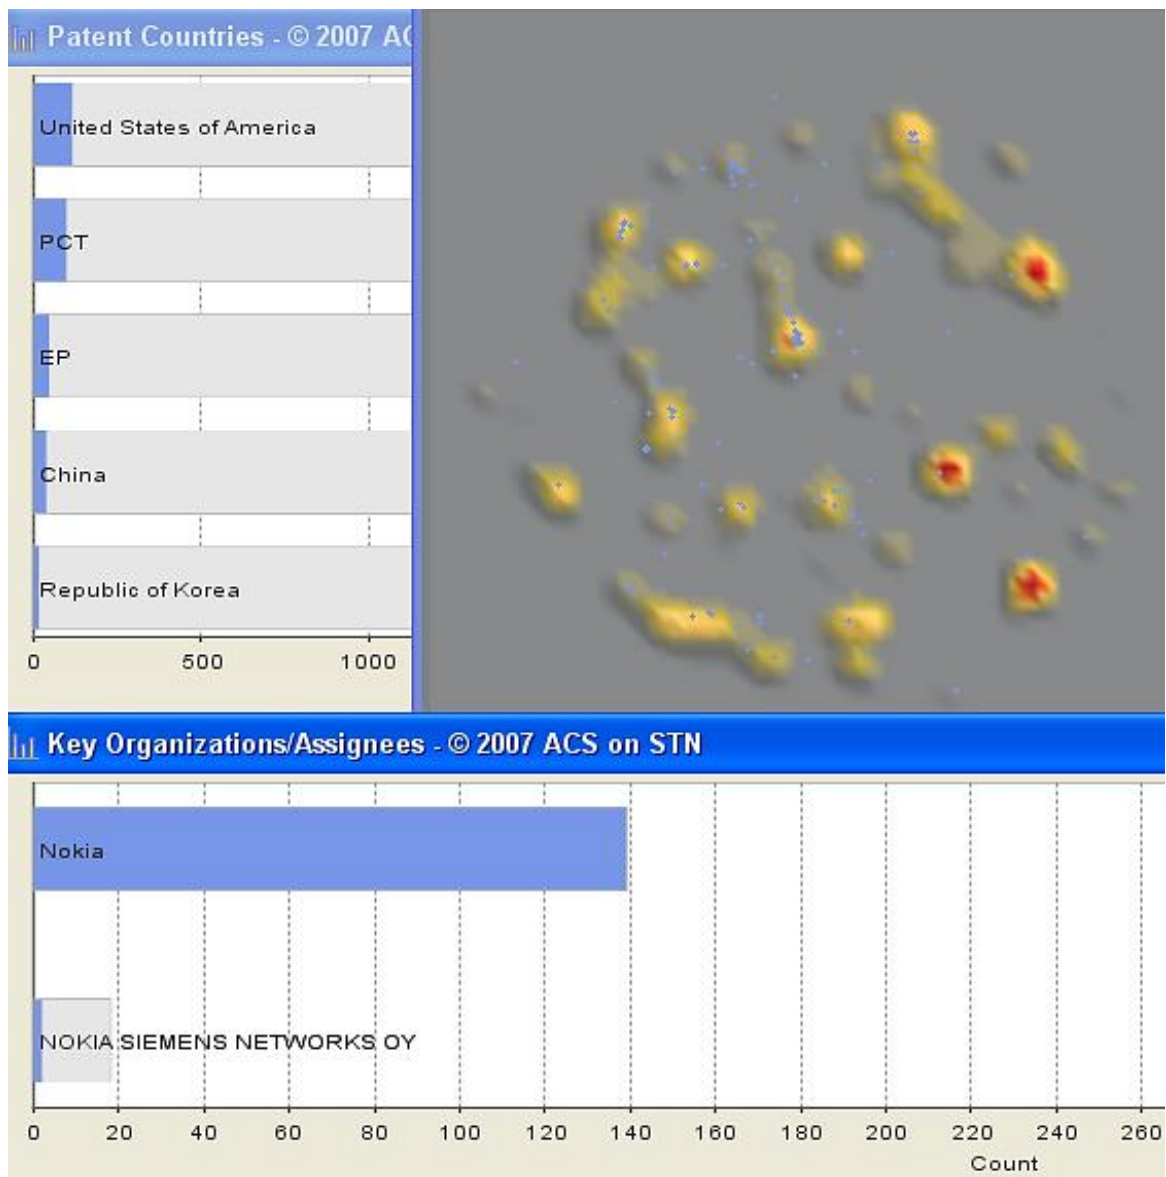 Patent Countries - © 2007 AC
United States of America
PCT
EP
China
Republic of Korea
0 500 1000
Key Organizations/Assignees - © 2007 ACS on STN
Nokia
NOKIA SIEMENS NETWORKS OY
0 20 40 60 80 100 120 140 160 180 200 220 240 260
Count